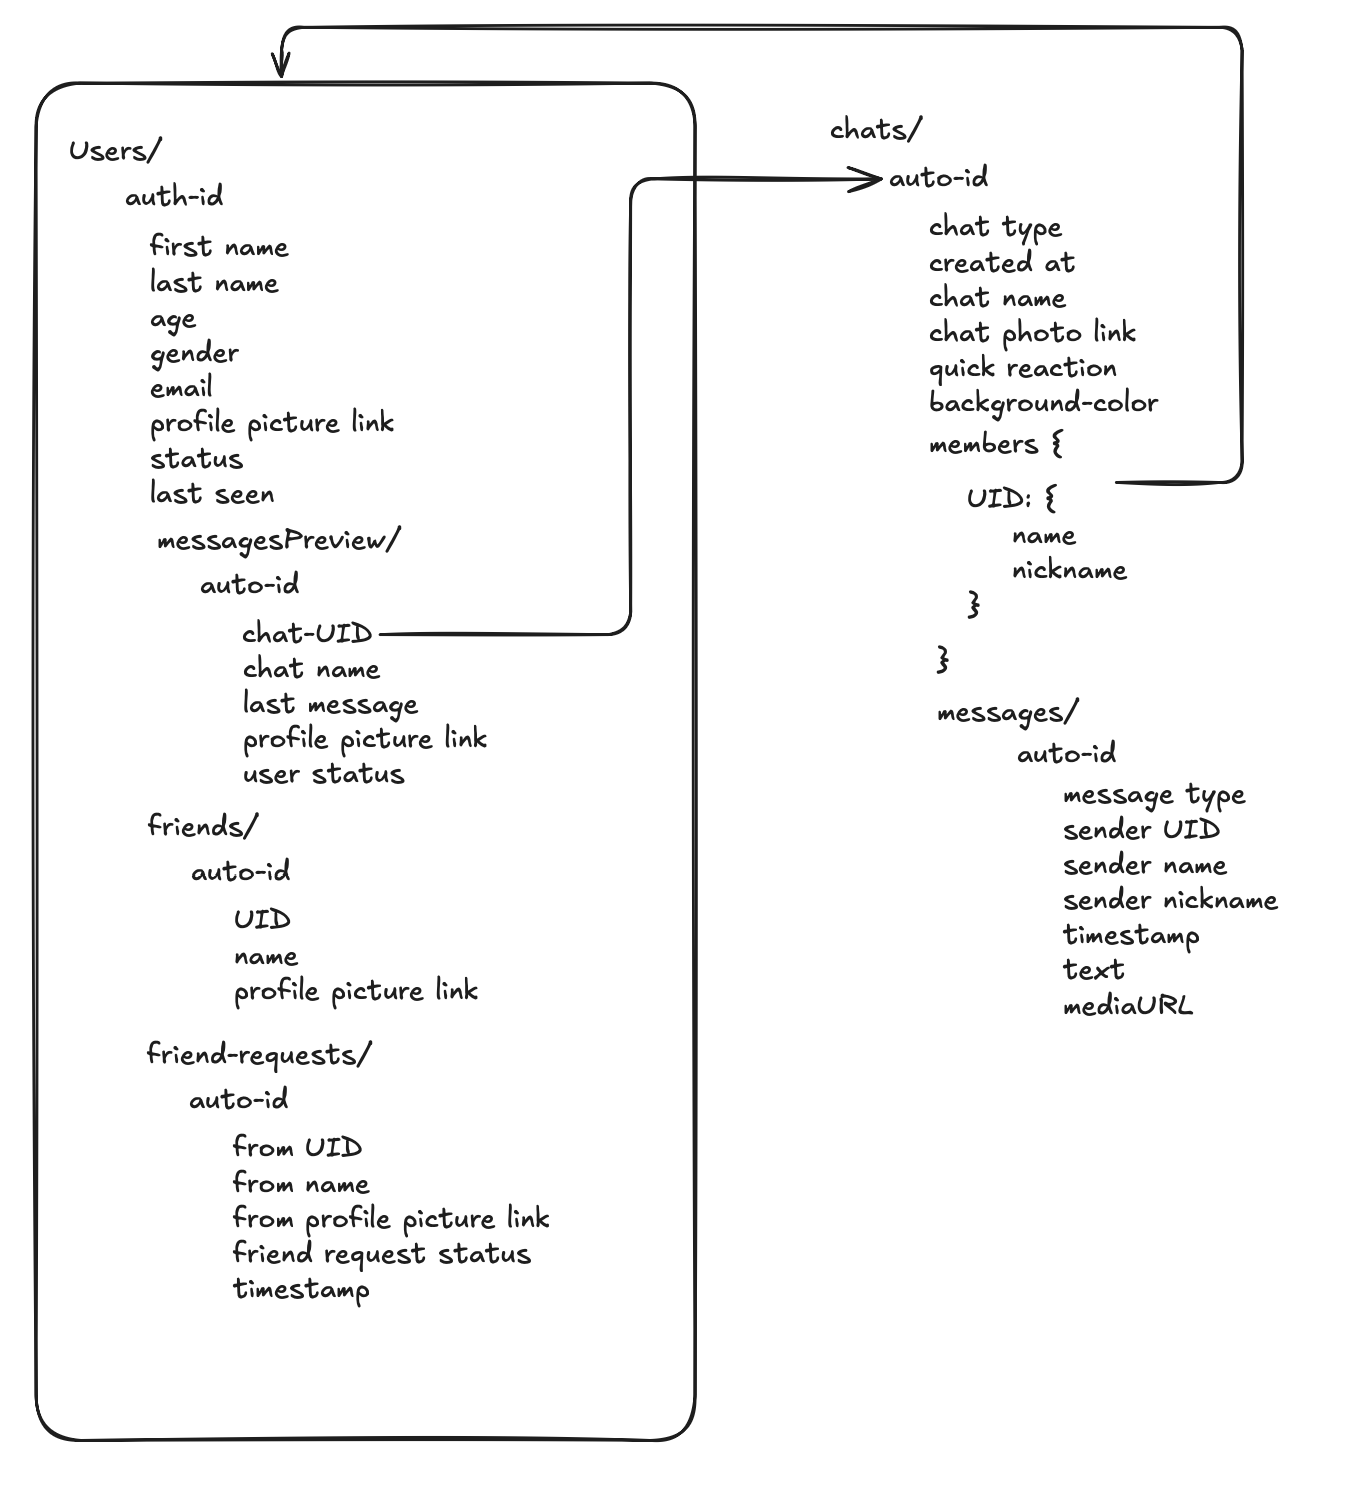 Users/
auth-id
first name
last name
age
gender
email
profile picture link
status
last seen
messagesPreview/
auto-id
chat-UID
chat name
last message
profile picture link
user status
friends/
auto-id
UID
name
profile picture link
friend-requests/
auto-id
from UID
from name
from profile picture link
friend request status
timestamp
chats/
auto-id
chat type
created at
chat name
chat photo link
quick reaction
background-color
members {
UID: {
name
nickname
}
}
messages/
auto-id
message type
sender UID
sender name
sender nickname
timestamp
text
mediaURL